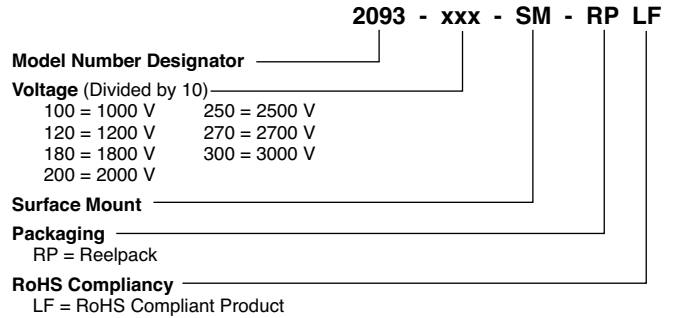 2093 - xxx - SM - RP LF
Model Number Designator
Voltage (Divided by 10)
100 = 1000 V 250 = 2500 V
120 = 1200 V 270 = 2700 V
180 = 1800 V 300 = 3000 V
200 = 2000 V
Surface Mount
Packaging
RP = Reelpack
RoHS Compliancy
LF = RoHS Compliant Product